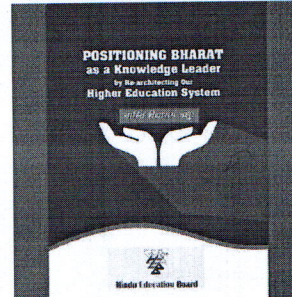 POSITIONING BHARAT
as a Knowledge Leader
by Re-architecting Our
Higher Education System
Hindu Education Board